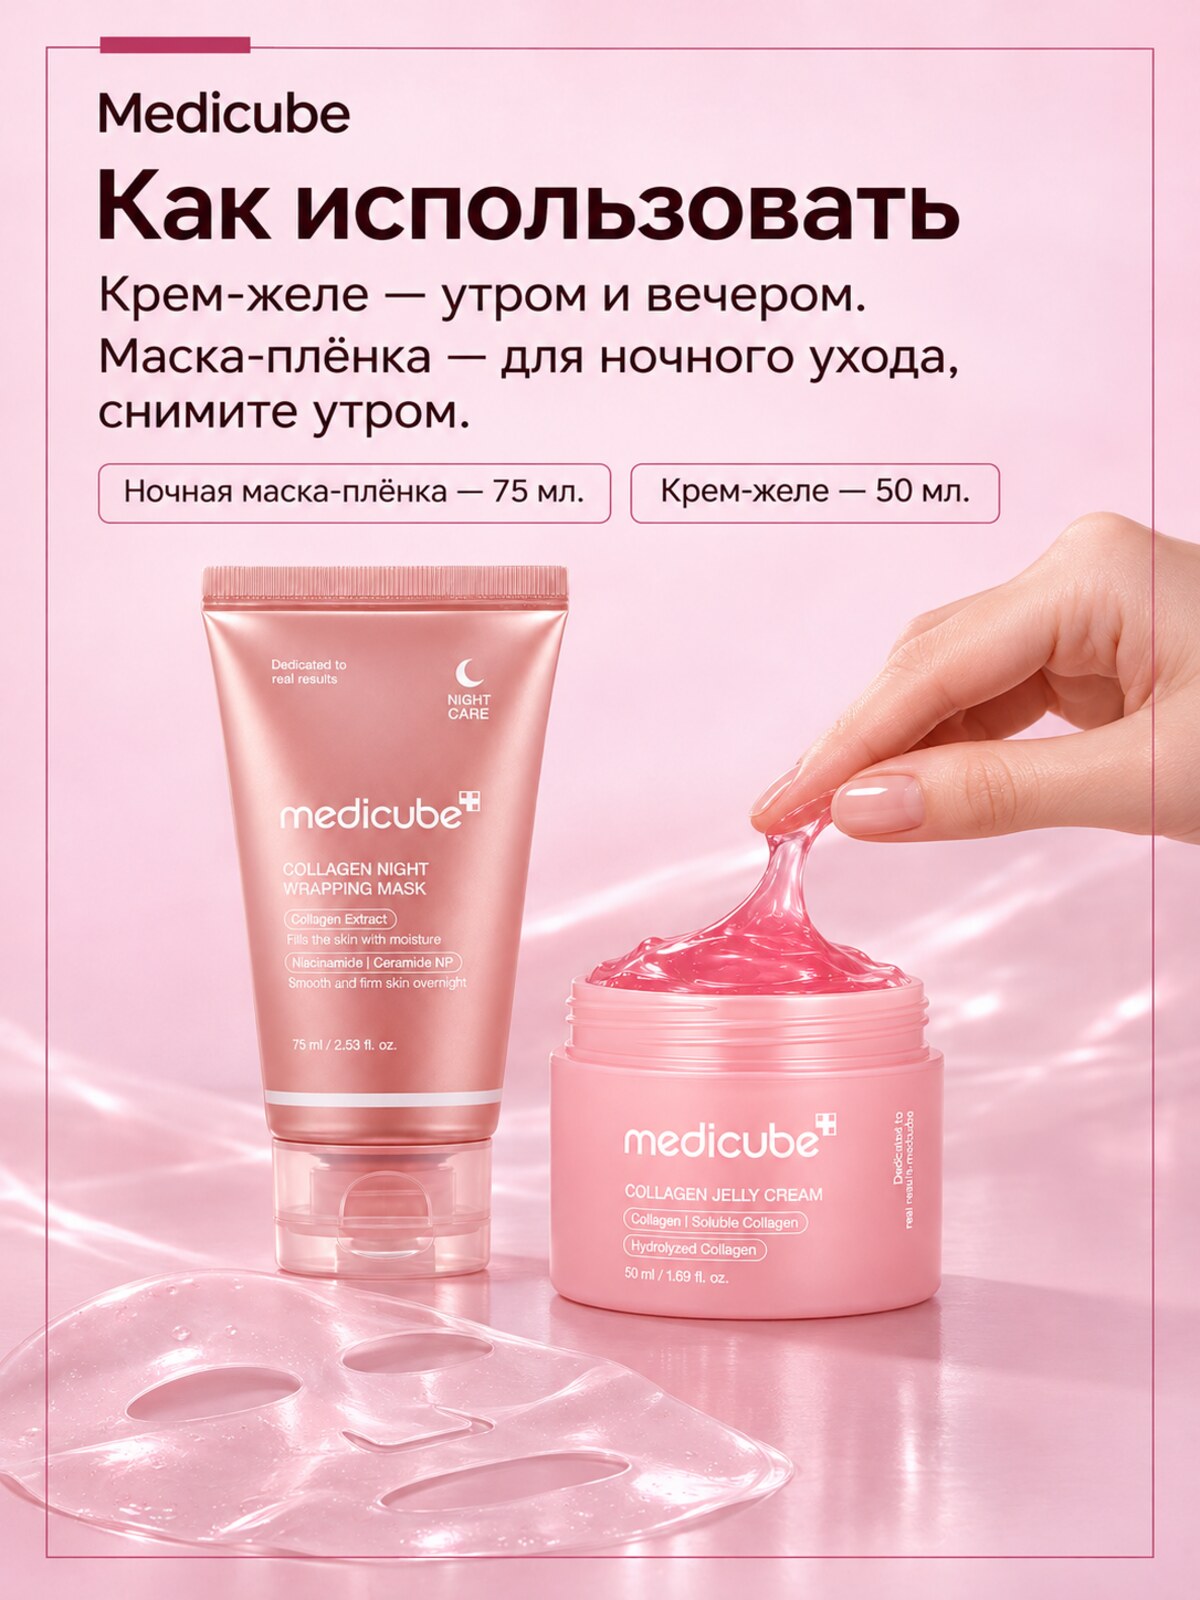 Medicube
Как использовать
Крем-желе — утром и вечером.
Маска-плёнка — для ночного ухода,
снимите утром.
Ночная маска-плёнка — 75 мл.
Крем-желе — 50 мл.
Dedicated to
real results
NIGHT
CARE
medicube
COLLAGEN NIGHT
WRAPPING MASK
Collagen Extract
Fills the skin with moisture
Niacinamide | Ceramide NP
Smooth and firm skin overnight
75 ml / 2.53 fl. oz.
medicube
COLLAGEN JELLY CREAM
Collagen | Soluble Collagen
Hydrolyzed Collagen
50 ml / 1.69 fl. oz.
Dedicated to
real